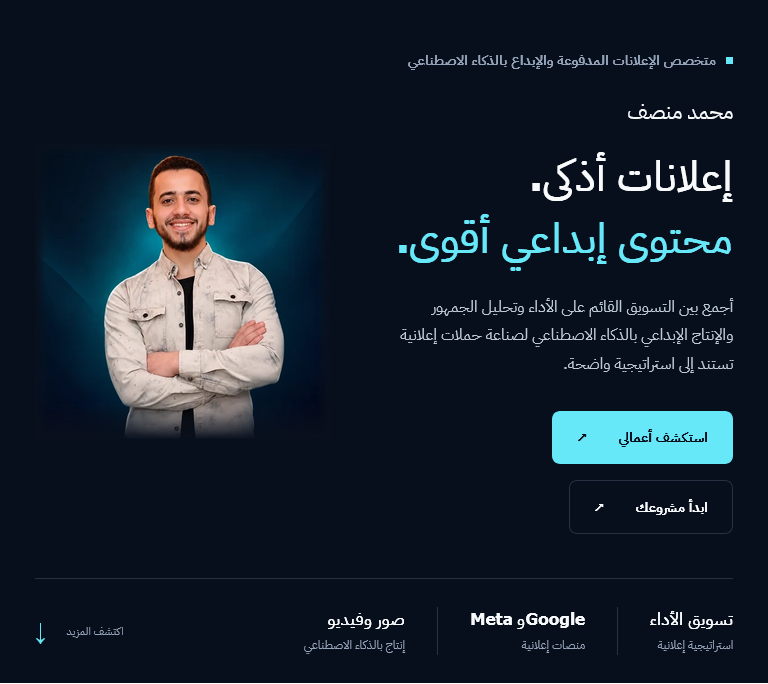 متخصص الإعلانات المدفوعة والإبداع بالذكاء الاصطناعي
محمد منصف
إعلانات أذكى.
محتوى إبداعي أقوى.
أجمع بين التسويق القائم على الأداء وتحليل الجمهور
والإنتاج الإبداعي بالذكاء الاصطناعي لصناعة حملات إعلانية
تستند إلى استراتيجية واضحة.
استكشف أعمالي ↗
ابدأ مشروعك ↗
تسويق الأداء
استراتيجية إعلانية
Google و Meta
منصات إعلانية
صور وفيديو
إنتاج بالذكاء الاصطناعي
اكتشف المزيد ↓